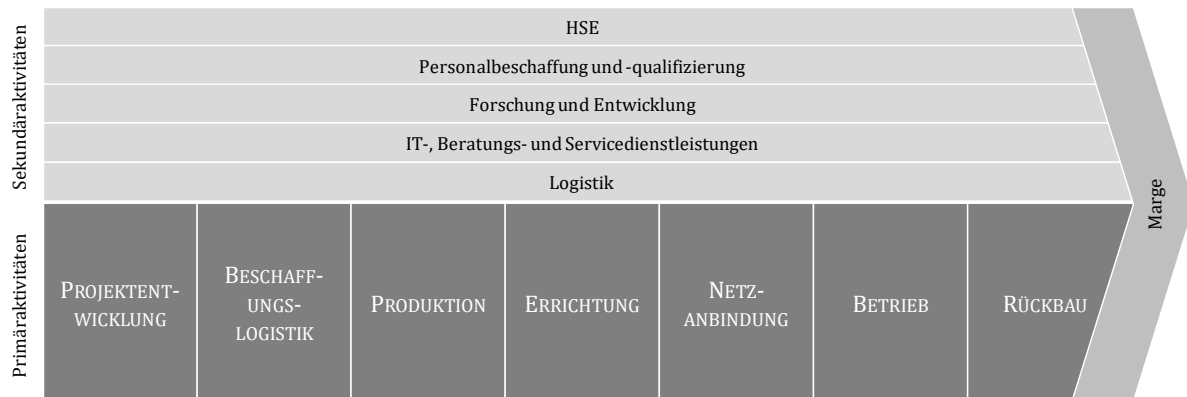 Sekundäraktivitäten
HSE
Personalbeschaffung und -qualifizierung
Forschung und Entwicklung
IT-, Beratungs- und Servicedienstleistungen
Logistik
Marge
Primäraktivitäten
PROJEKTENT-
WICKLUNG
BESCHAFF-
UNGS-
LOGISTIK
PRODUKTION
ERRICHTUNG
NETZ-
ANBINDUNG
BETRIEB
RÜCKBAU